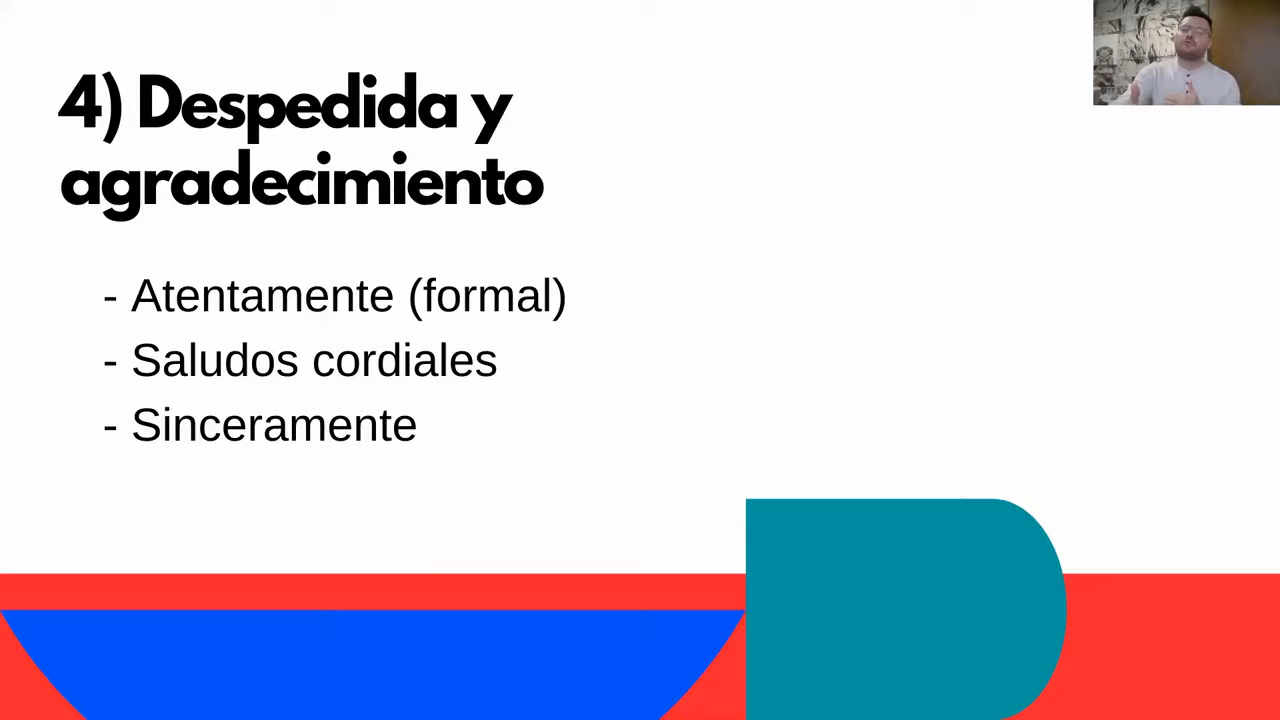 4) Despedida y
agradecimiento
- Atentamente (formal)
- Saludos cordiales
- Sinceramente